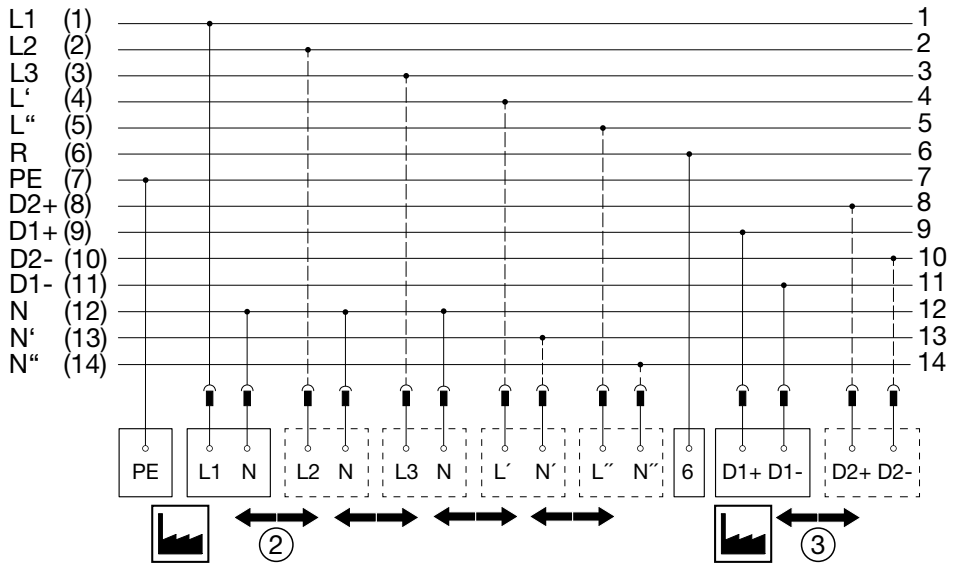 L1 (1) 1
L2 (2) 2
L3 (3) 3
L‘ (4) 4
L“ (5) 5
R (6) 6
PE (7) 7
D2+ (8) 8
D1+ (9) 9
D2- (10) 10
D1- (11) 11
N (12) 12
N‘ (13) 13
N“ (14) 14
PE L1 N L2 N L3 N L´ N´ L´´ N´´ 6 D1+ D1- D2+ D2-
2 3